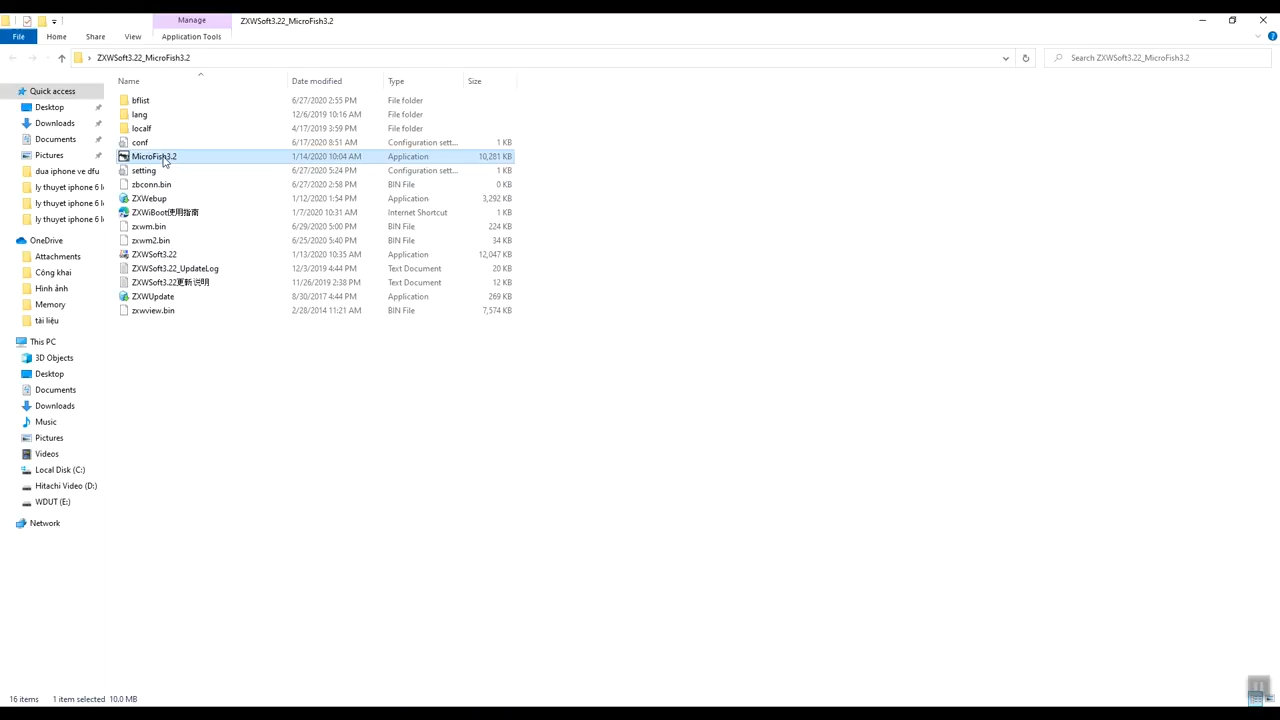 Manage
ZXWSoft3.22_MicroFish3.2
File
Home
Share
View
Application Tools
ZXWSoft3.22_MicroFish3.2
Search ZXWSoft3.22_MicroFish3.2
Name
Date modified
Type
Size
Quick access
Desktop
Downloads
Documents
Pictures
dua iphone ve dfu
ly thuyet iphone 6 l
ly thuyet iphone 6 l
ly thuyet iphone 6 l
OneDrive
Attachments
Công khai
Hình ảnh
Memory
tài liệu
This PC
3D Objects
Desktop
Documents
Downloads
Music
Pictures
Videos
Local Disk (C:)
Hitachi Video (D:)
WDUT (E:)
Network
bflist 6/27/2020 2:55 PM File folder
lang 12/6/2019 10:16 AM File folder
localf 4/17/2019 3:59 PM File folder
conf 6/17/2020 8:51 AM Configuration sett... 1 KB
MicroFish3.2 1/14/2020 10:04 AM Application 10,281 KB
setting 6/27/2020 5:24 PM Configuration sett... 1 KB
zbconn.bin 6/27/2020 2:58 PM BIN File 0 KB
ZXWebup 1/12/2020 1:54 PM Application 3,292 KB
ZXWiBoot使用指南 1/7/2020 10:31 AM Internet Shortcut 1 KB
zxwm.bin 6/29/2020 5:00 PM BIN File 224 KB
zxwm2.bin 6/25/2020 5:40 PM BIN File 34 KB
ZXWSoft3.22 1/13/2020 10:35 AM Application 12,047 KB
ZXWSoft3.22_UpdateLog 12/3/2019 4:44 PM Text Document 20 KB
ZXWSoft3.22更新说明 11/26/2019 2:38 PM Text Document 12 KB
ZXWUpdate 8/30/2017 4:44 PM Application 269 KB
zxwview.bin 2/28/2014 11:21 AM BIN File 7,574 KB
16 items 1 item selected 10.0 MB